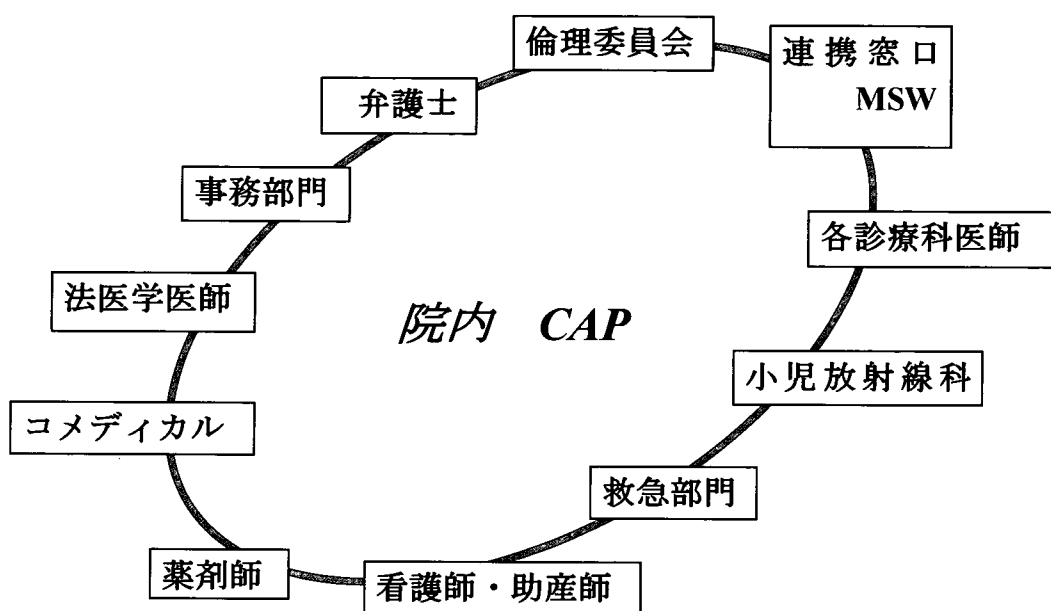 倫理委員会
連携窓口
MSW
弁護士
事務部門
各診療科医師
法医学医師
院内 CAP
小児放射線科
コメディカル
救急部門
薬剤師
看護師・助産師